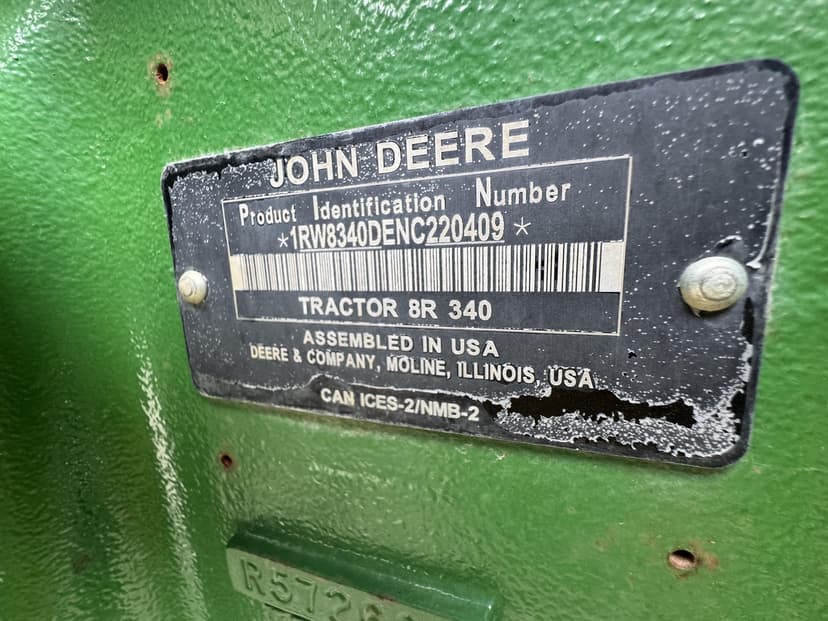 JOHN DEERE
Product Identification Number
*1RW8340DENC220409*
TRACTOR 8R 340
ASSEMBLED IN USA
DEERE & COMPANY, MOLINE, ILLINOIS, USA
CAN ICES-2/NMB-2